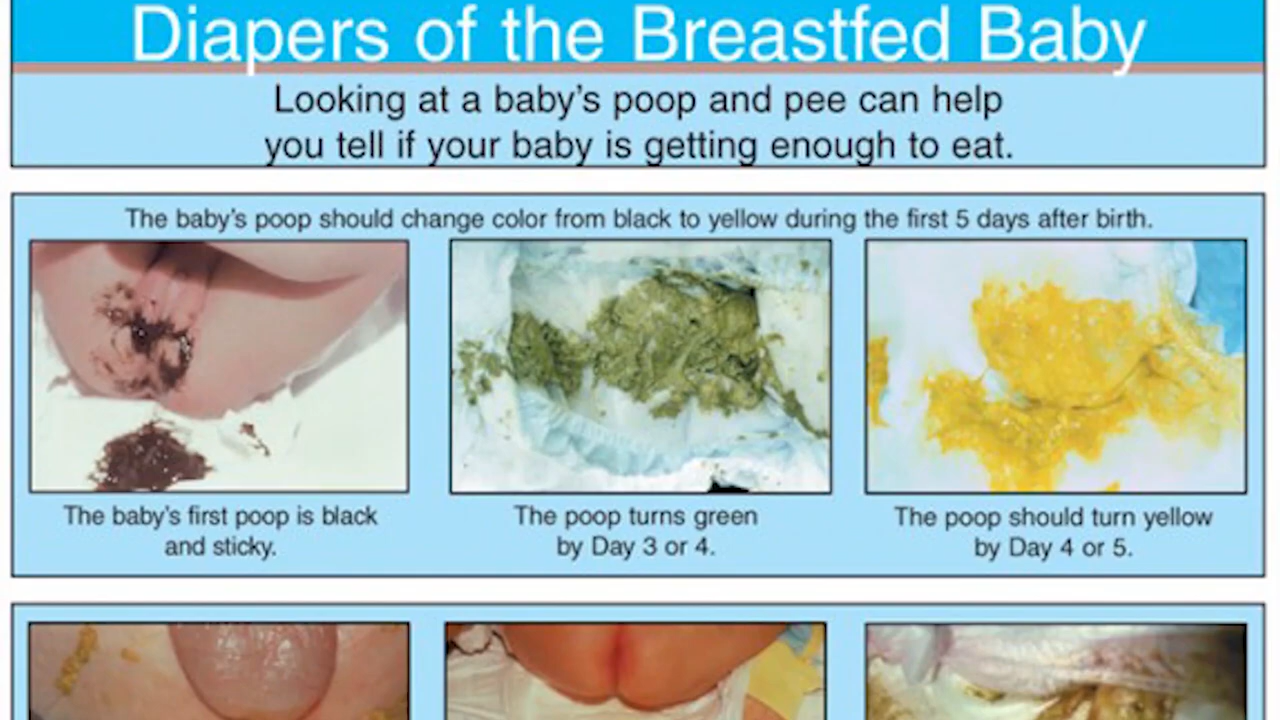 Diapers of the Breastfed Baby
Looking at a baby's poop and pee can help
you tell if your baby is getting enough to eat.
The baby's poop should change color from black to yellow during the first 5 days after birth.
The baby's first poop is black
and sticky.
The poop turns green
by Day 3 or 4.
The poop should turn yellow
by Day 4 or 5.